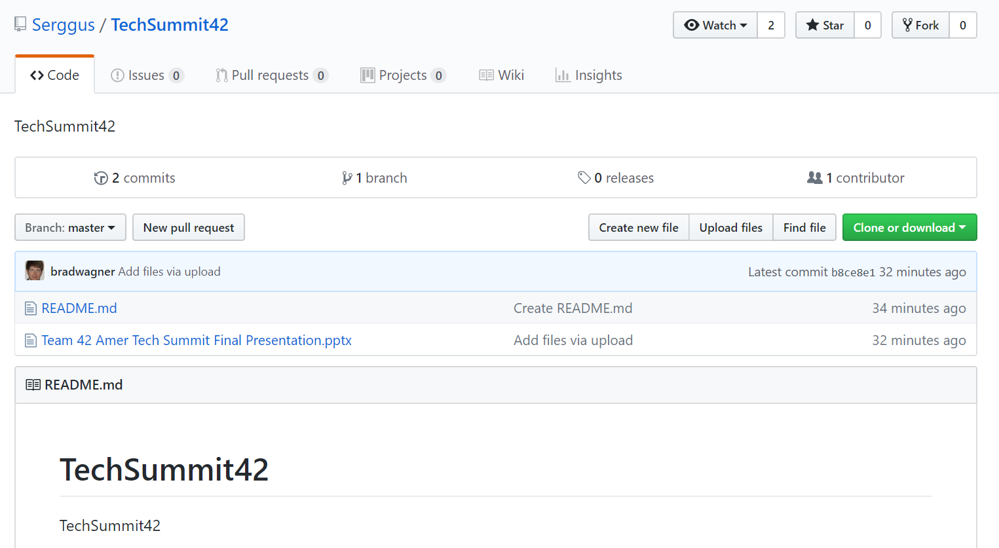 Serggus / TechSummit42
Watch 2 Star 0 Fork 0
Code Issues 0 Pull requests 0 Projects 0 Wiki Insights
TechSummit42
2 commits 1 branch 0 releases 1 contributor
Branch: master New pull request Create new file Upload files Find file Clone or download
bradwagner Add files via upload Latest commit b8ce8e1 32 minutes ago
README.md Create README.md 34 minutes ago
Team 42 Amer Tech Summit Final Presentation.pptx Add files via upload 32 minutes ago
README.md
TechSummit42
TechSummit42